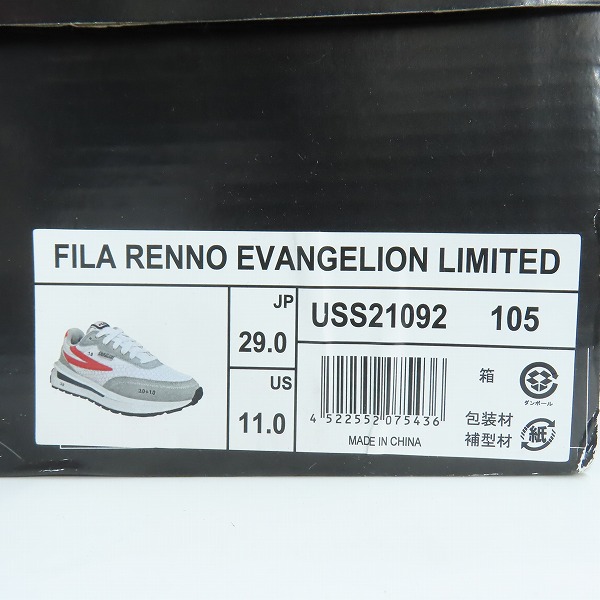 FILA RENNO EVANGELION LIMITED
JP
29.0
US
11.0
USS21092 105
4 522552 075436
MADE IN CHINA
箱
ダンボール
包装材
補型材
紙